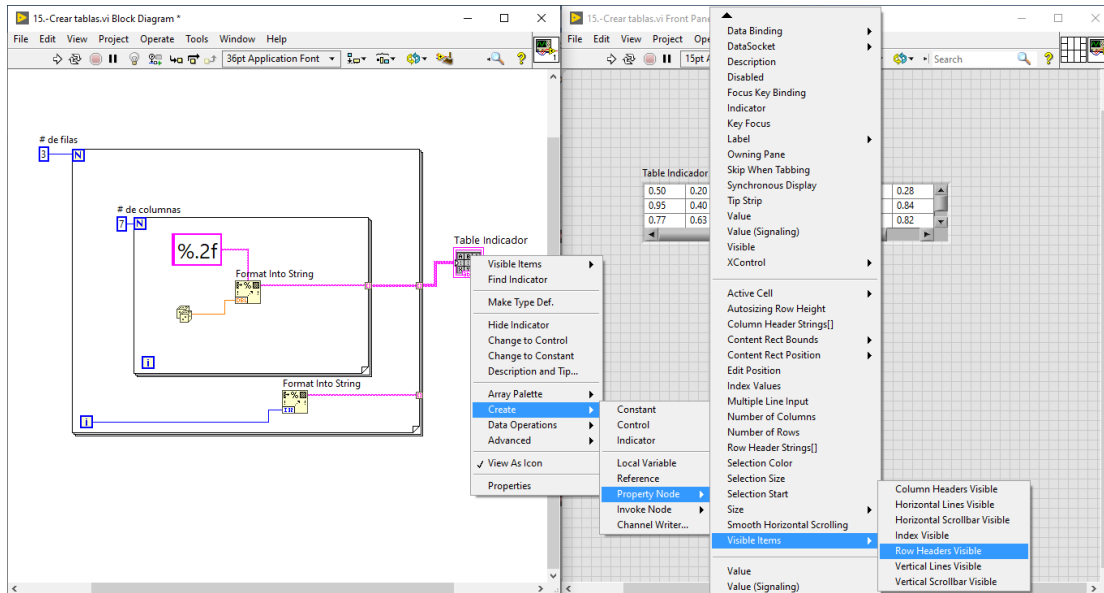 15.-Crear tablas.vi Block Diagram *
File Edit View Project Operate Tools Window Help
36pt Application Font
1
# de filas
3
N
# de columnas
7
N
%.2f
Format Into String
i
Format Into String
i
Table Indicador
Visible Items
Find Indicator
Make Type Def.
Hide Indicator
Change to Control
Change to Constant
Description and Tip...
Array Palette
Create
Data Operations
Advanced
View As Icon
Properties
Constant
Control
Indicator
Local Variable
Reference
Property Node
Invoke Node
Channel Writer...
15.-Crear tablas.vi Front Pane
File Edit View Project Ope
15pt A
Search
Table Indicador
0.50 0.20 0.28
0.95 0.40 0.84
0.77 0.63 0.82
Data Binding
DataSocket
Description
Disabled
Focus Key Binding
Indicator
Key Focus
Label
Owning Pane
Skip When Tabbing
Synchronous Display
Tip Strip
Value
Value (Signaling)
Visible
XControl
Active Cell
Autosizing Row Height
Column Header Strings[]
Content Rect Bounds
Content Rect Position
Edit Position
Index Values
Multiple Line Input
Number of Columns
Number of Rows
Row Header Strings[]
Selection Color
Selection Size
Selection Start
Size
Smooth Horizontal Scrolling
Visible Items
Value
Value (Signaling)
Column Headers Visible
Horizontal Lines Visible
Horizontal Scrollbar Visible
Index Visible
Row Headers Visible
Vertical Lines Visible
Vertical Scrollbar Visible